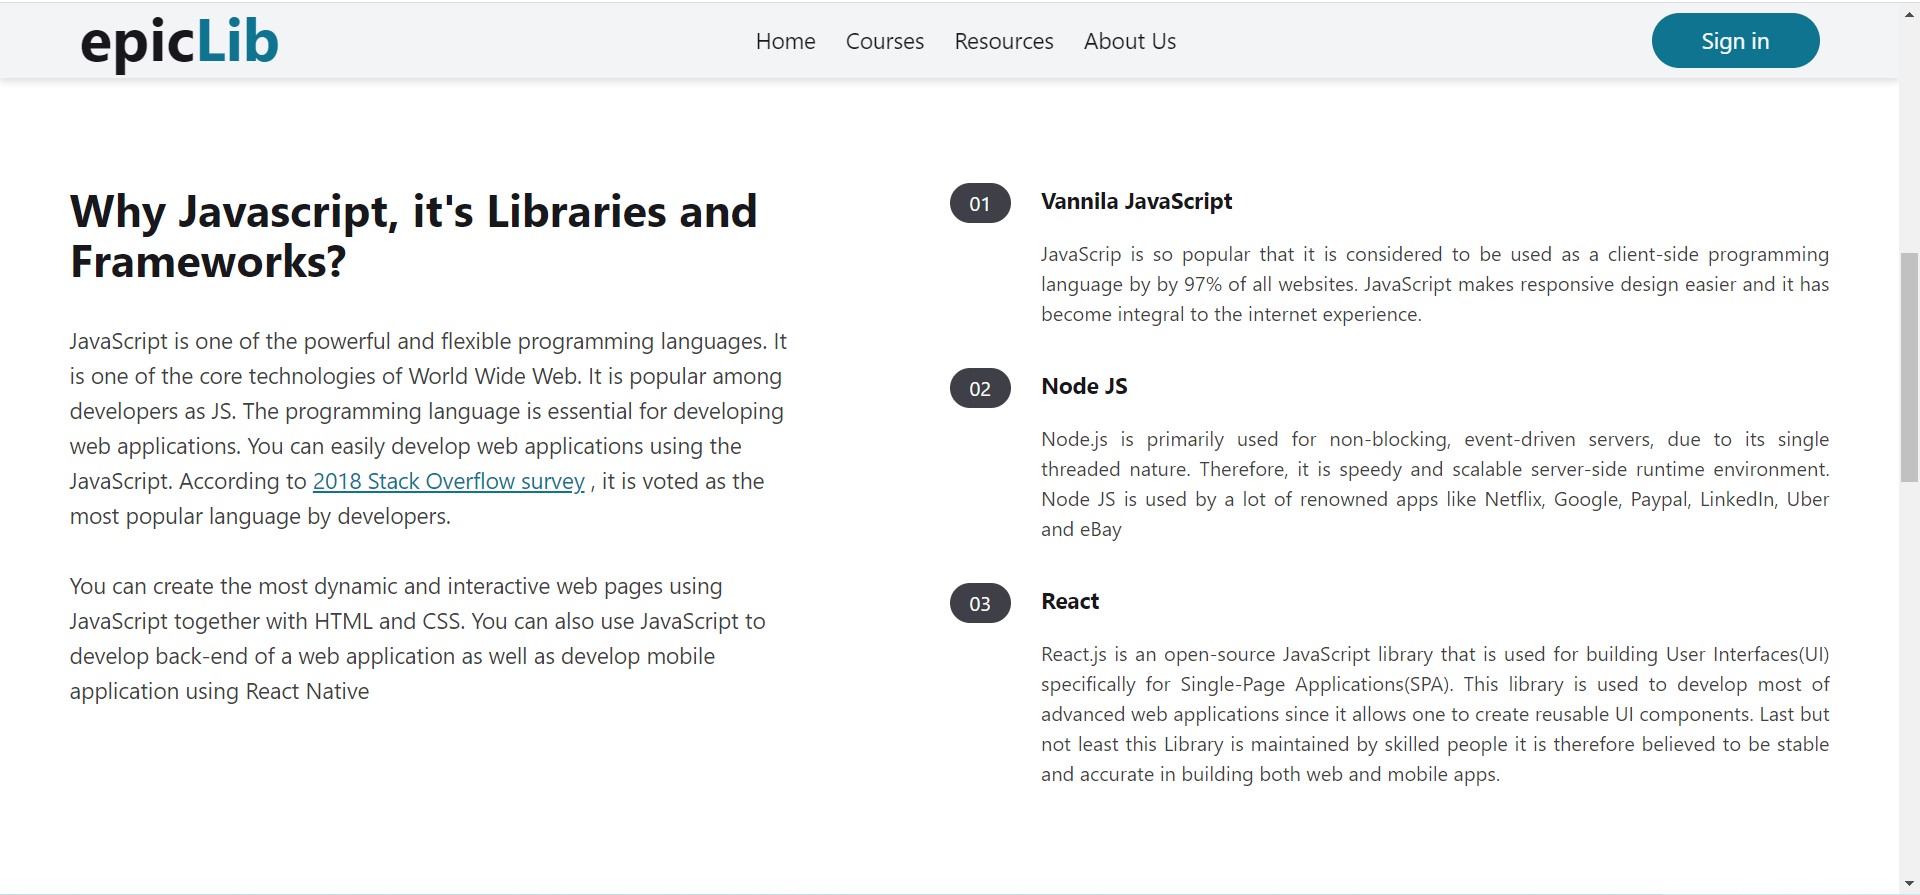 epicLib
Home Courses Resources About Us
Sign in
Why Javascript, it's Libraries and
Frameworks?
JavaScript is one of the powerful and flexible programming languages. It
is one of the core technologies of World Wide Web. It is popular among
developers as JS. The programming language is essential for developing
web applications. You can easily develop web applications using the
JavaScript. According to 2018 Stack Overflow survey , it is voted as the
most popular language by developers.
You can create the most dynamic and interactive web pages using
JavaScript together with HTML and CSS. You can also use JavaScript to
develop back-end of a web application as well as develop mobile
application using React Native
01
Vannila JavaScript
JavaScrip is so popular that it is considered to be used as a client-side programming
language by by 97% of all websites. JavaScript makes responsive design easier and it has
become integral to the internet experience.
02
Node JS
Node.js is primarily used for non-blocking, event-driven servers, due to its single
threaded nature. Therefore, it is speedy and scalable server-side runtime environment.
Node JS is used by a lot of renowned apps like Netflix, Google, Paypal, LinkedIn, Uber
and eBay
03
React
React.js is an open-source JavaScript library that is used for building User Interfaces(UI)
specifically for Single-Page Applications(SPA). This library is used to develop most of
advanced web applications since it allows one to create reusable UI components. Last but
not least this Library is maintained by skilled people it is therefore believed to be stable
and accurate in building both web and mobile apps.